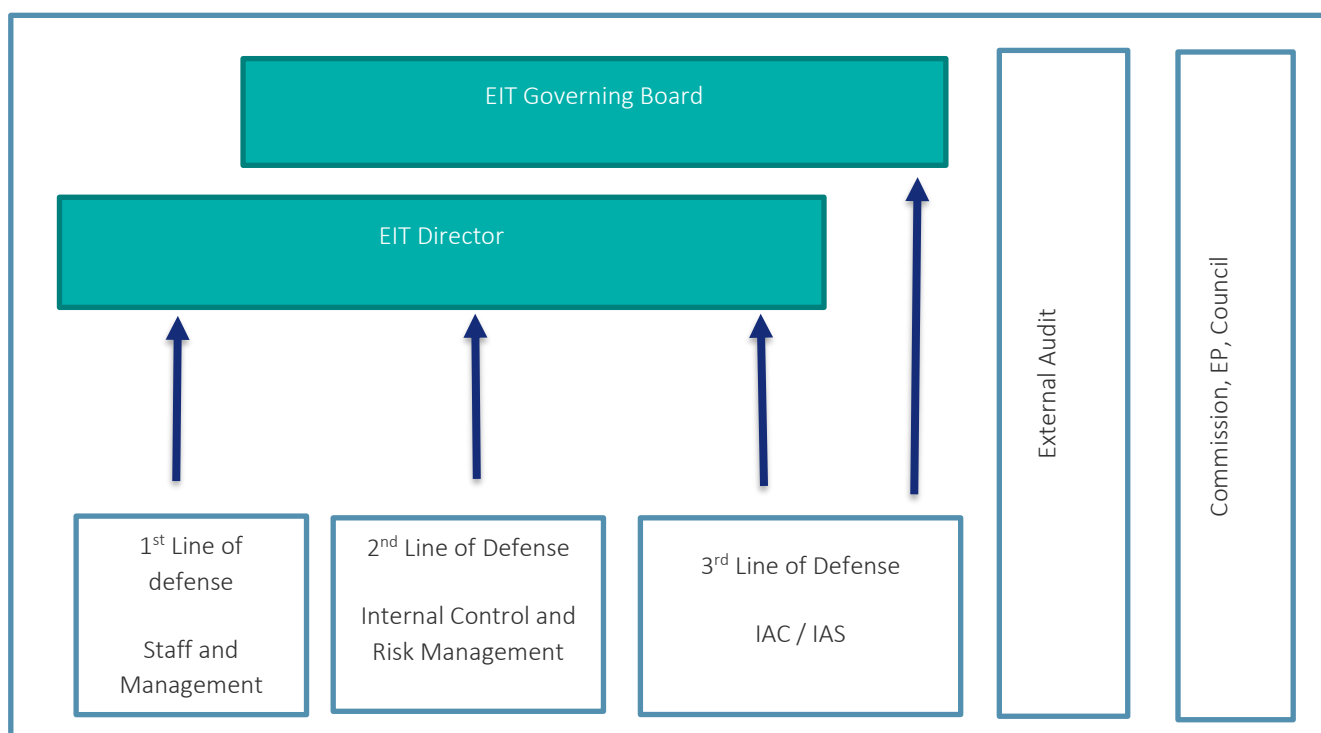 EIT Governing Board
EIT Director
1st Line of
defense
Staff and
Management
2nd Line of Defense
Internal Control and
Risk Management
3rd Line of Defense
IAC / IAS
External Audit
Commission, EP, Council